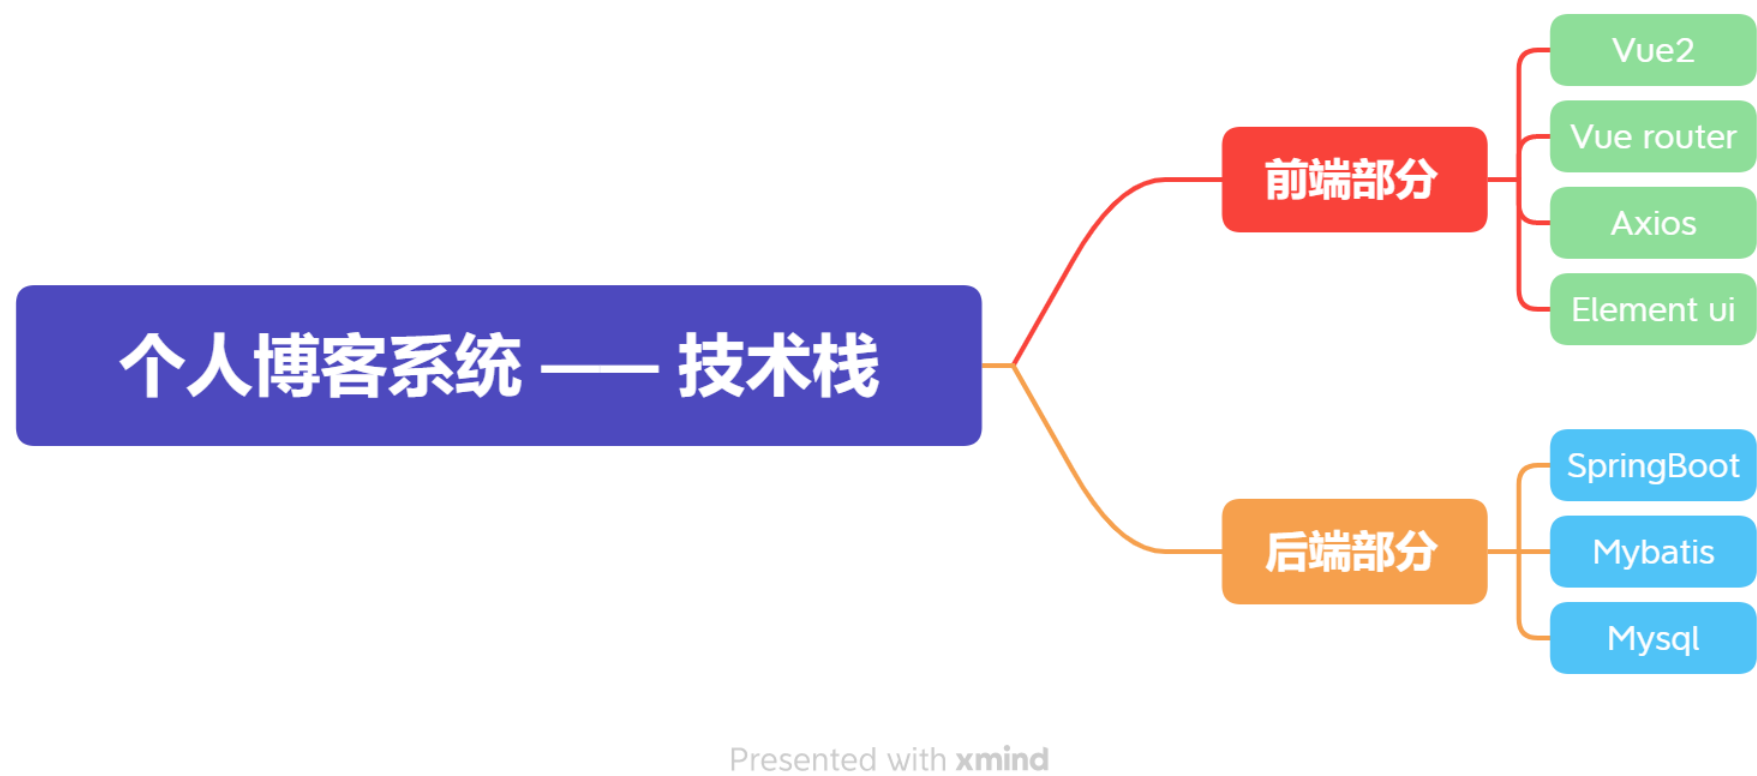 个人博客系统 —— 技术栈
前端部分
Vue2
Vue router
Axios
Element ui
后端部分
SpringBoot
Mybatis
Mysql
Presented with xmind